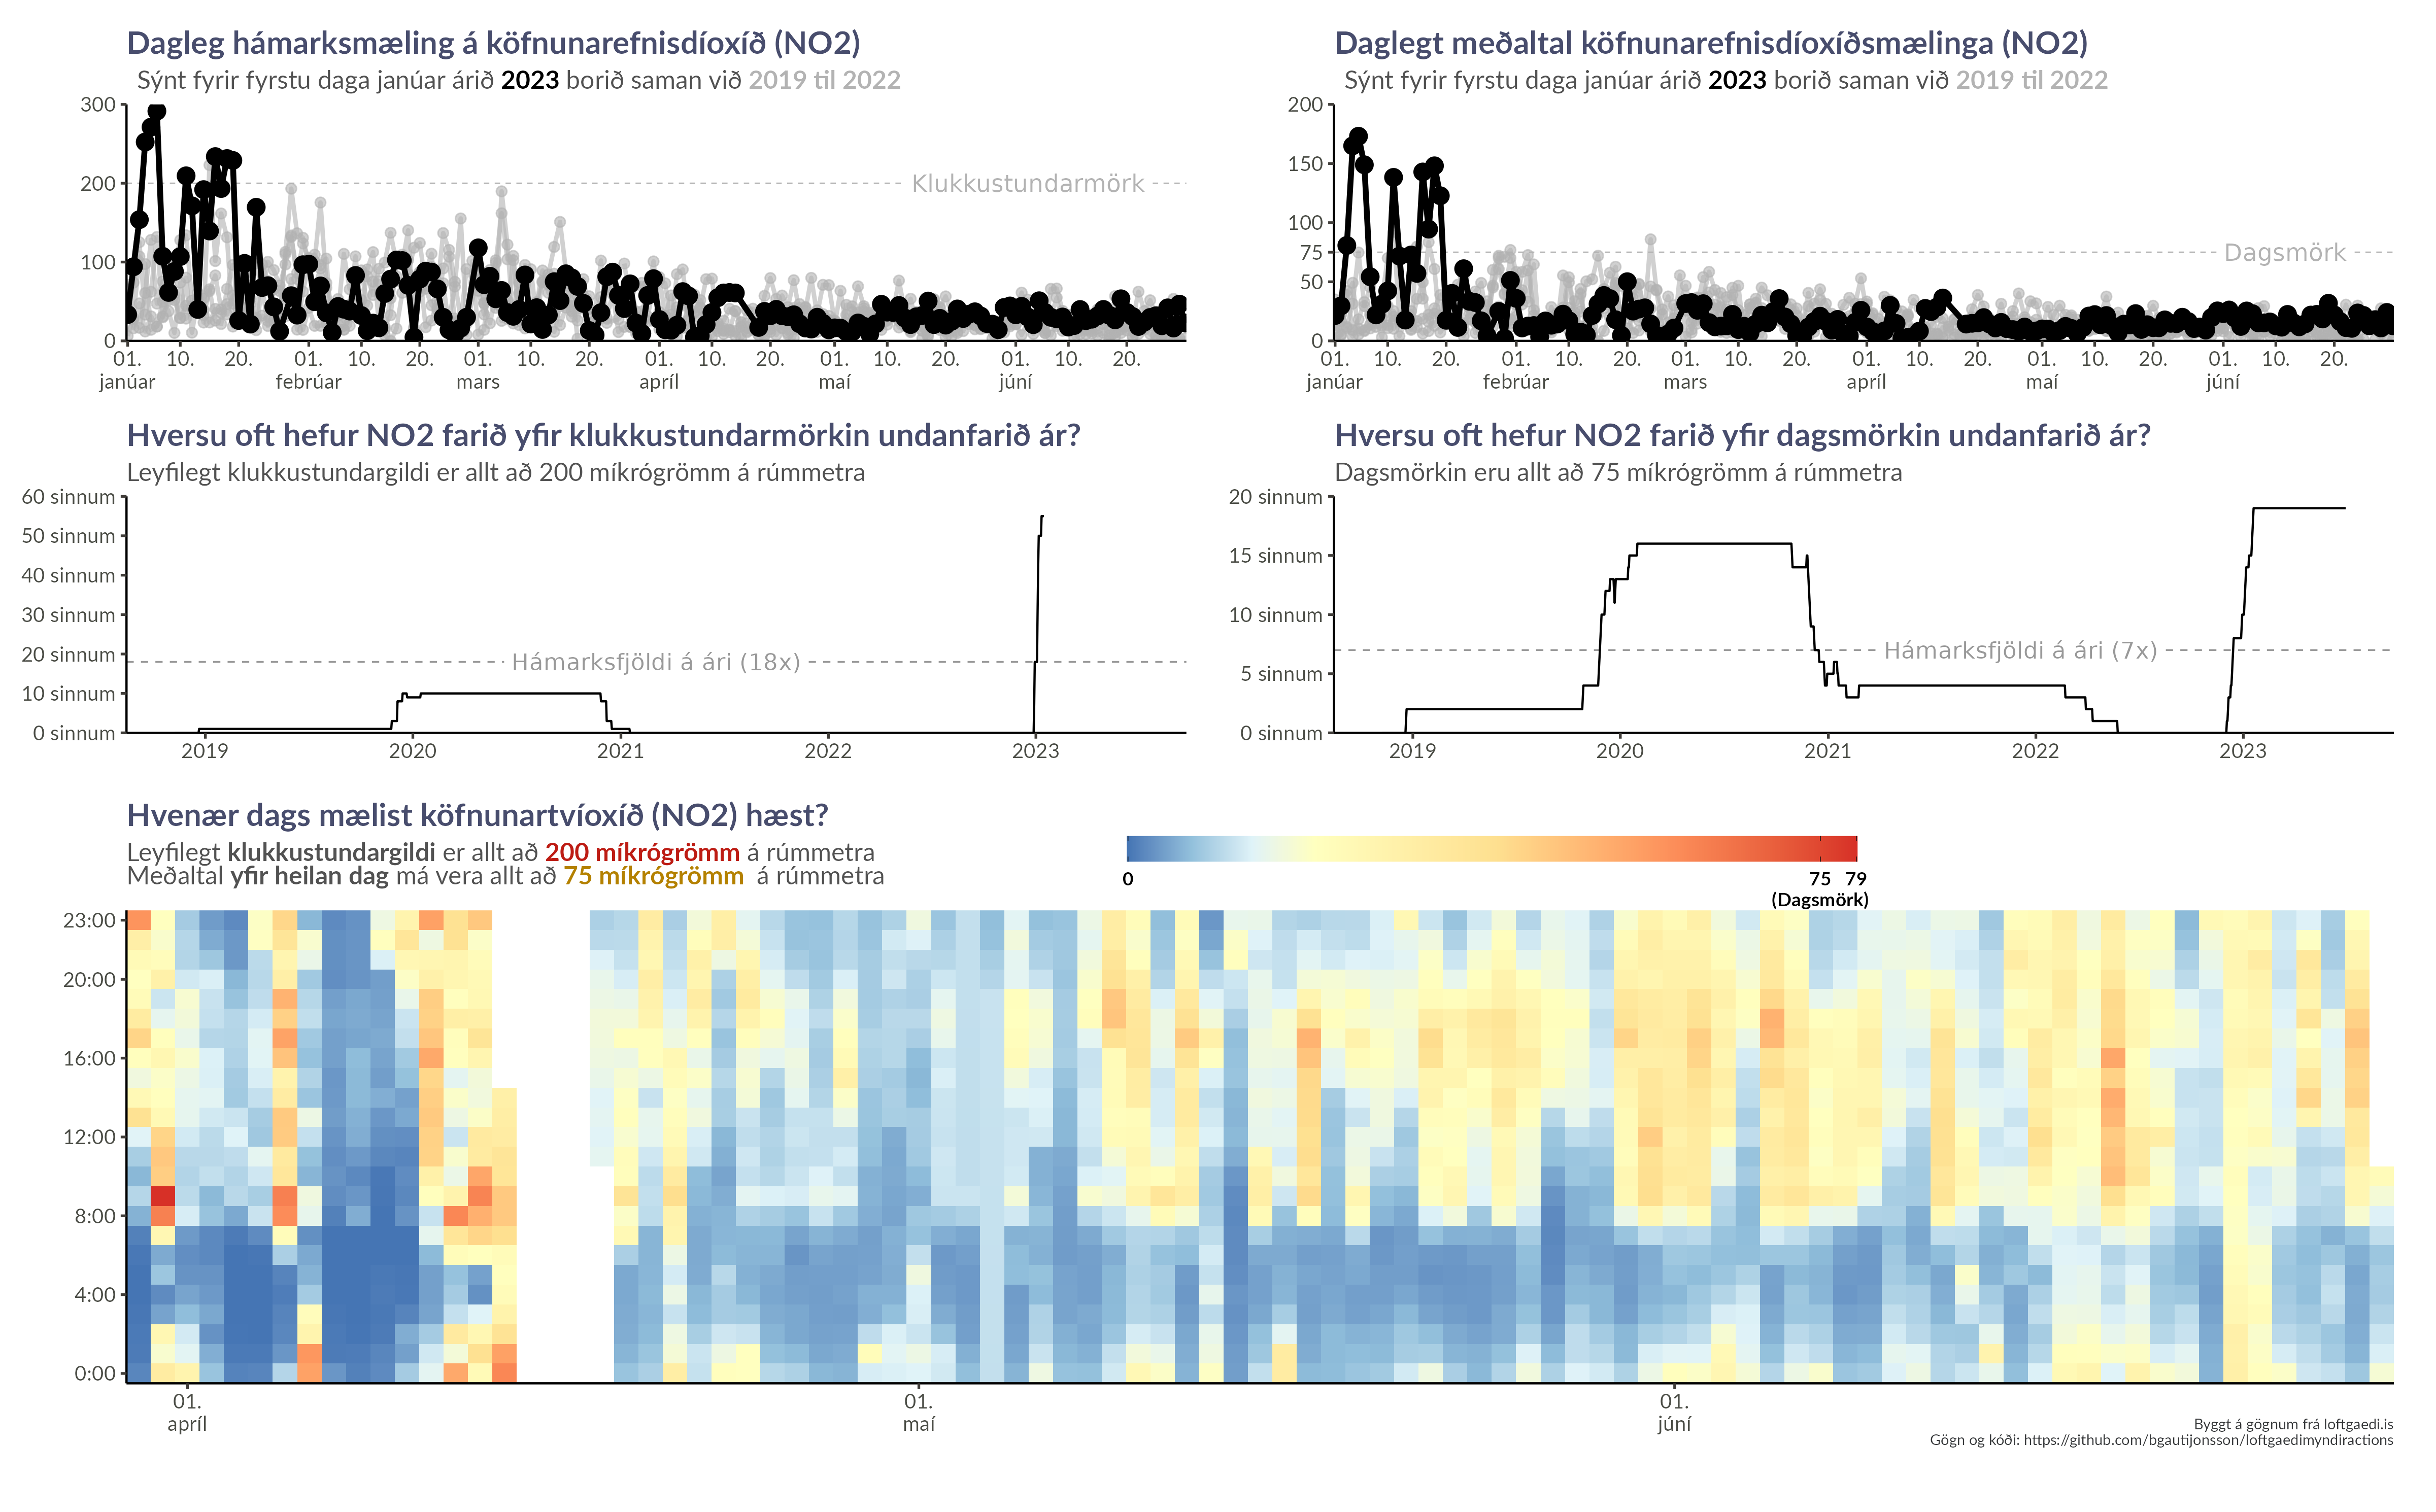 Dagleg hámarksmæling á köfnunarefnisdíoxíð (NO2)
Sýnt fyrir fyrstu daga janúar árið 2023 borið saman við 2019 til 2022
300
200
100
0
Klukkustundarmörk
01. 10. 20. 01. 10. 20. 01. 10. 20. 01. 10. 20. 01. 10. 20. 01. 10. 20.
janúar febrúar mars apríl maí júní
Daglegt meðaltal köfnunarefnisdíoxíðsmælinga (NO2)
Sýnt fyrir fyrstu daga janúar árið 2023 borið saman við 2019 til 2022
200
150
100
75
50
0
Dagsmörk
01. 10. 20. 01. 10. 20. 01. 10. 20. 01. 10. 20. 01. 10. 20. 01. 10. 20.
janúar febrúar mars apríl maí júní
Hversu oft hefur NO2 farið yfir klukkustundarmörkin undanfarið ár?
Leyfilegt klukkustundargildi er allt að 200 míkrógrömm á rúmmetra
60 sinnum
50 sinnum
40 sinnum
30 sinnum
20 sinnum
10 sinnum
0 sinnum
Hámarksfjöldi á ári (18x)
2019 2020 2021 2022 2023
Hversu oft hefur NO2 farið yfir dagsmörkin undanfarið ár?
Dagsmörkin eru allt að 75 míkrógrömm á rúmmetra
20 sinnum
15 sinnum
10 sinnum
5 sinnum
0 sinnum
Hámarksfjöldi á ári (7x)
2019 2020 2021 2022 2023
Hvenær dags mælist köfnunartvíoxíð (NO2) hæst?
Leyfilegt klukkustundargildi er allt að 200 míkrógrömm á rúmmetra
Meðaltal yfir heilan dag má vera allt að 75 míkrógrömm á rúmmetra
0 75 79
(Dagsmörk)
23:00
20:00
16:00
12:00
8:00
4:00
0:00
01. 01. 01.
apríl maí júní
Byggt á gögnum frá loftgaedi.is
Gögn og kóði: https://github.com/bgautijonsson/loftgaedimyndiractions